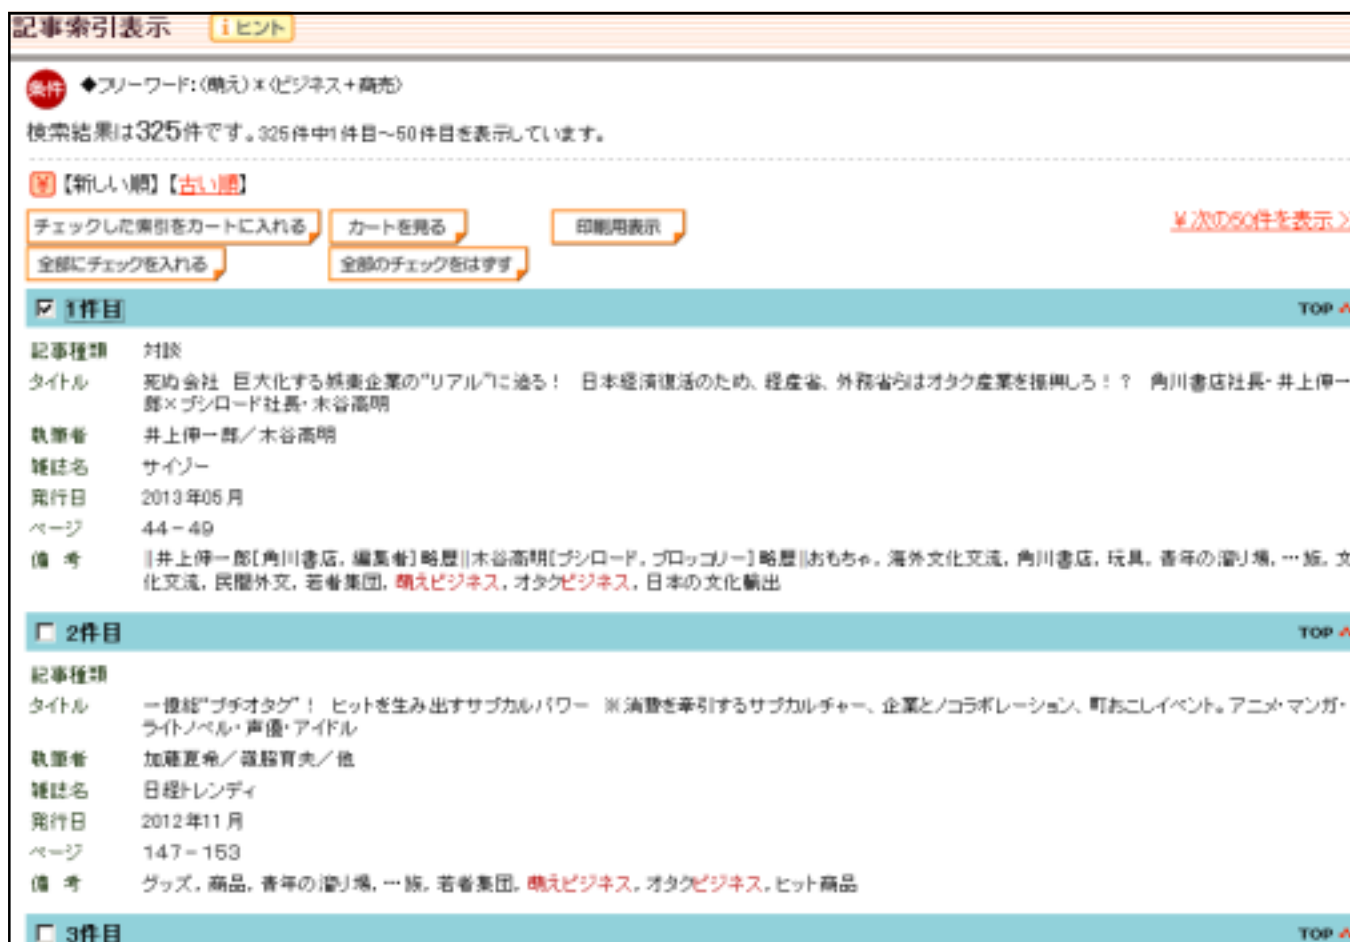 記事索引表示 iヒント
条件 ◆フリーワード:(萌え)*(ビジネス+商売)
検索結果は325件です。325件中1件目~50件目を表示しています。
¥【新しい順】【古い順】
チェックした索引をカートに入れる カートを見る 印刷用表示 ¥次の50件を表示
全部にチェックを入れる 全部のチェックをはずす
1件目 TOP
記事種類 対談
タイトル 死ぬ会社 巨大化する娯楽企業の"リアル"に迫る! 日本経済復活のため、経産省、外務省らはオタク産業を振興しろ!? 角川書店社長・井上伸一
郎×ブシロード社長・木谷高明
執筆者 井上伸一郎/木谷高明
雑誌名 サイゾー
発行日 2013年05月
ページ 44-49
備考 ||井上伸一郎[角川書店, 編集者]略歴||木谷高明[ブシロード, ブロッコリー]略歴||おもちゃ, 海外文化交流, 角川書店, 玩具, 青年の溜り場, …族, 文
化交流, 民間外交, 若者集団, 萌えビジネス, オタクビジネス, 日本の文化輸出
2件目 TOP
記事種類
タイトル 一億総"プチオタク"! ヒットを生み出すサブカルパワー ※消費を牽引するサブカルチャー、企業とノコラボレーション、町おこしイベント。アニメ・マンガ・
ライトノベル・声優・アイドル
執筆者 加藤夏希/ 他
雑誌名 日経トレンディ
発行日 2012年11月
ページ 147-153
備考 グッズ, 商品, 青年の溜り場, …族, 若者集団, 萌えビジネス, オタクビジネス, ヒット商品
3件目 TOP